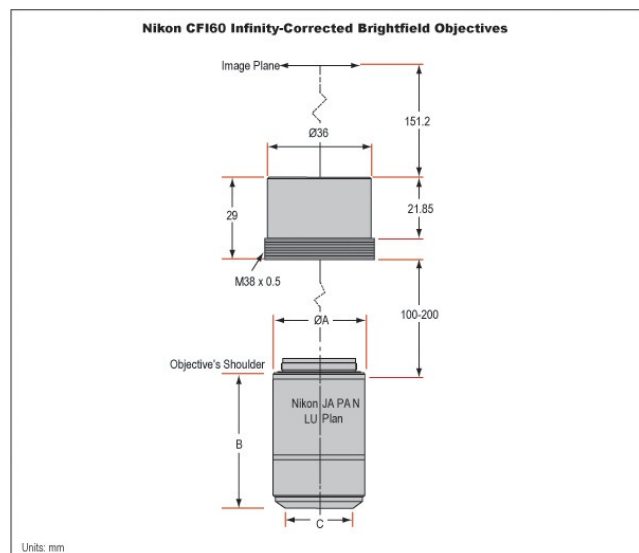 Nikon CFI60 Infinity-Corrected Brightfield Objectives
Image Plane
151.2
Ø36
29
21.85
M38 x 0.5
100-200
ØA
Objective's Shoulder
Nikon JAPAN
LU Plan
B
C
Units: mm